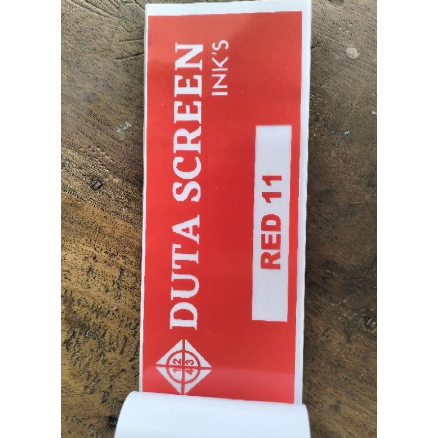 DUTA SCREEN
INK'S
RED 11